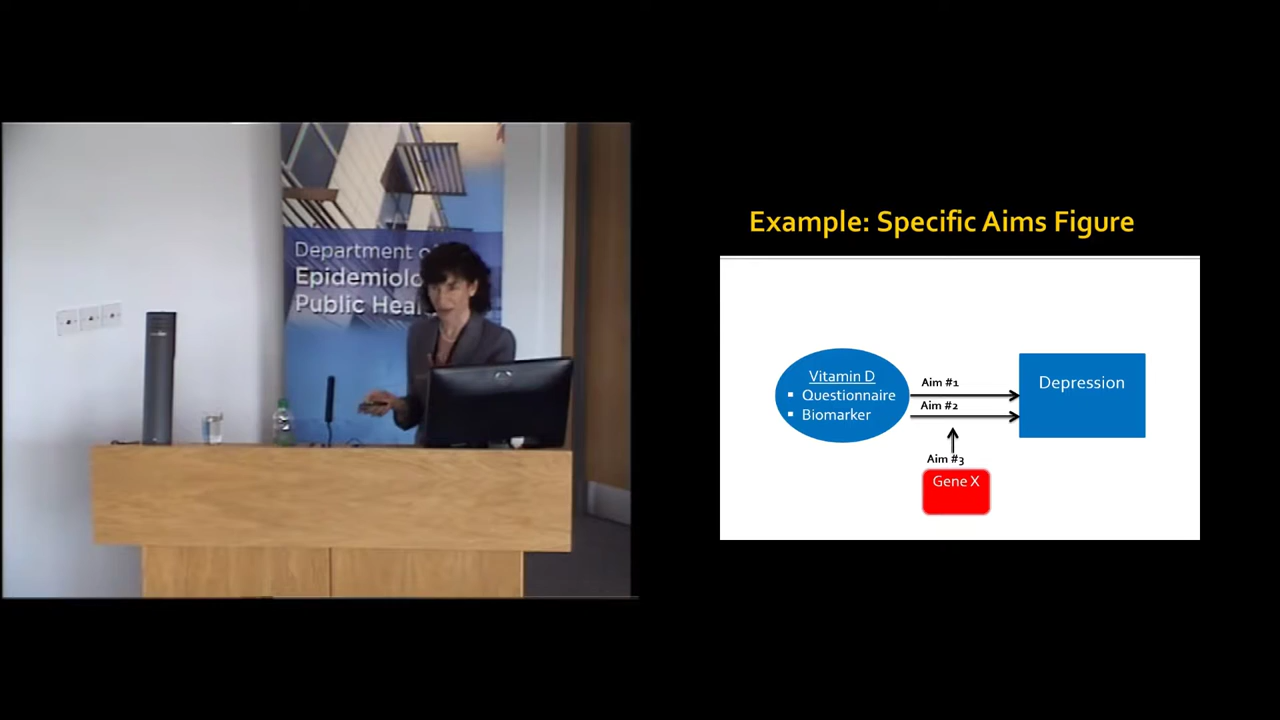 Department
Epidemiolo
Public Hea
Example: Specific Aims Figure
Vitamin D
▪ Questionnaire
▪ Biomarker
Aim #1
Aim #2
Depression
Aim #3
Gene X